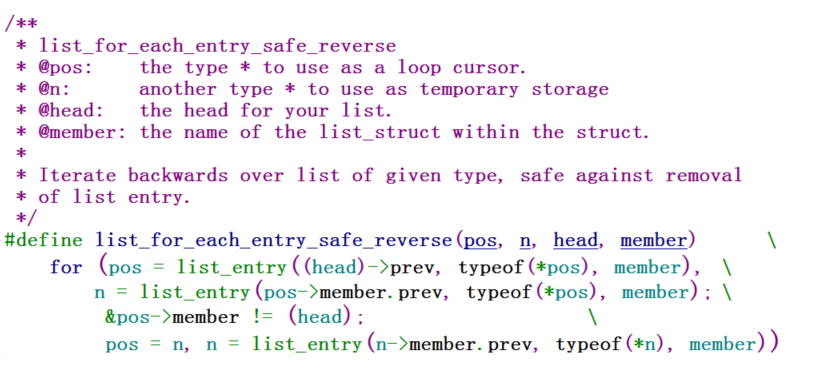 /**
 * list_for_each_entry_safe_reverse
 * @pos:    the type * to use as a loop cursor.
 * @n:      another type * to use as temporary storage
 * @head:   the head for your list.
 * @member: the name of the list_struct within the struct.
 *
 * Iterate backwards over list of given type, safe against removal
 * of list entry.
 */
#define list_for_each_entry_safe_reverse(pos, n, head, member)       \
    for (pos = list_entry((head)->prev, typeof(*pos), member), \
        n = list_entry(pos->member.prev, typeof(*pos), member); \
         &pos->member != (head);                    \
         pos = n, n = list_entry(n->member.prev, typeof(*n), member))